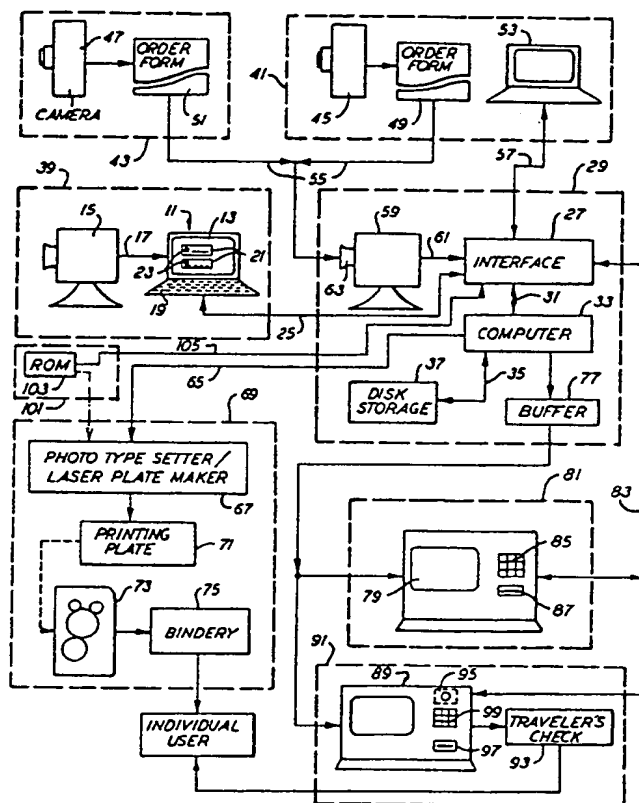 47
ORDER
FORM
CAMERA
51
43
41
45
ORDER
FORM
49
53
55
57
39
15
17
11
13
23
21
19
25
29
59
61
63
27
INTERFACE
31
COMPUTER
33
35
37
DISK
STORAGE
77
BUFFER
105
65
ROM
103
101
69
PHOTO TYPE SETTER/
LASER PLATE MAKER
67
PRINTING
PLATE
71
73
75
BINDERY
INDIVIDUAL
USER
81
83
79
85
87
91
89
95
99
97
TRAVELER'S
CHECK
93